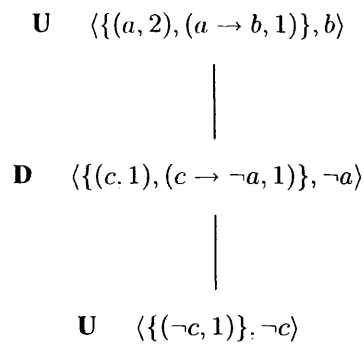 U ⟨{(a, 2), (a → b, 1)}, b⟩
D ⟨{(c, 1), (c → ¬a, 1)}, ¬a⟩
U ⟨{(¬c, 1)}, ¬c⟩